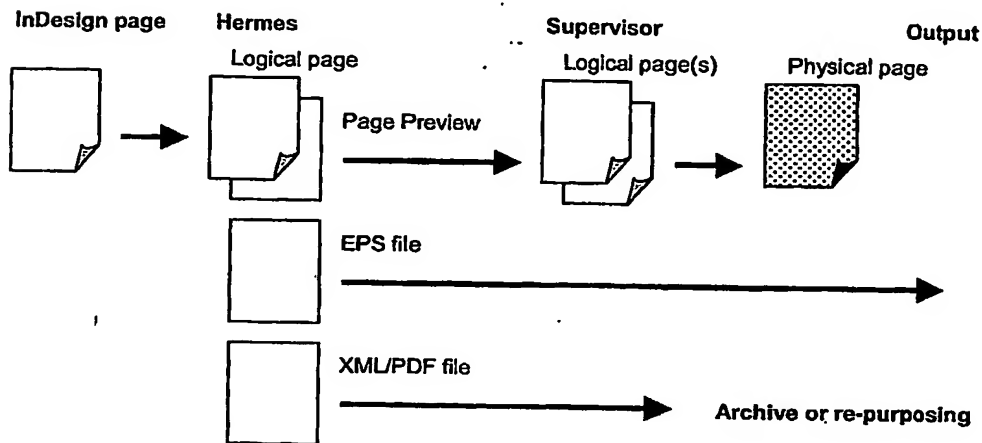 InDesign page
Hermes
Supervisor
Output
Logical page
Logical page(s)
Physical page
Page Preview
EPS file
XML/PDF file
Archive or re-purposing